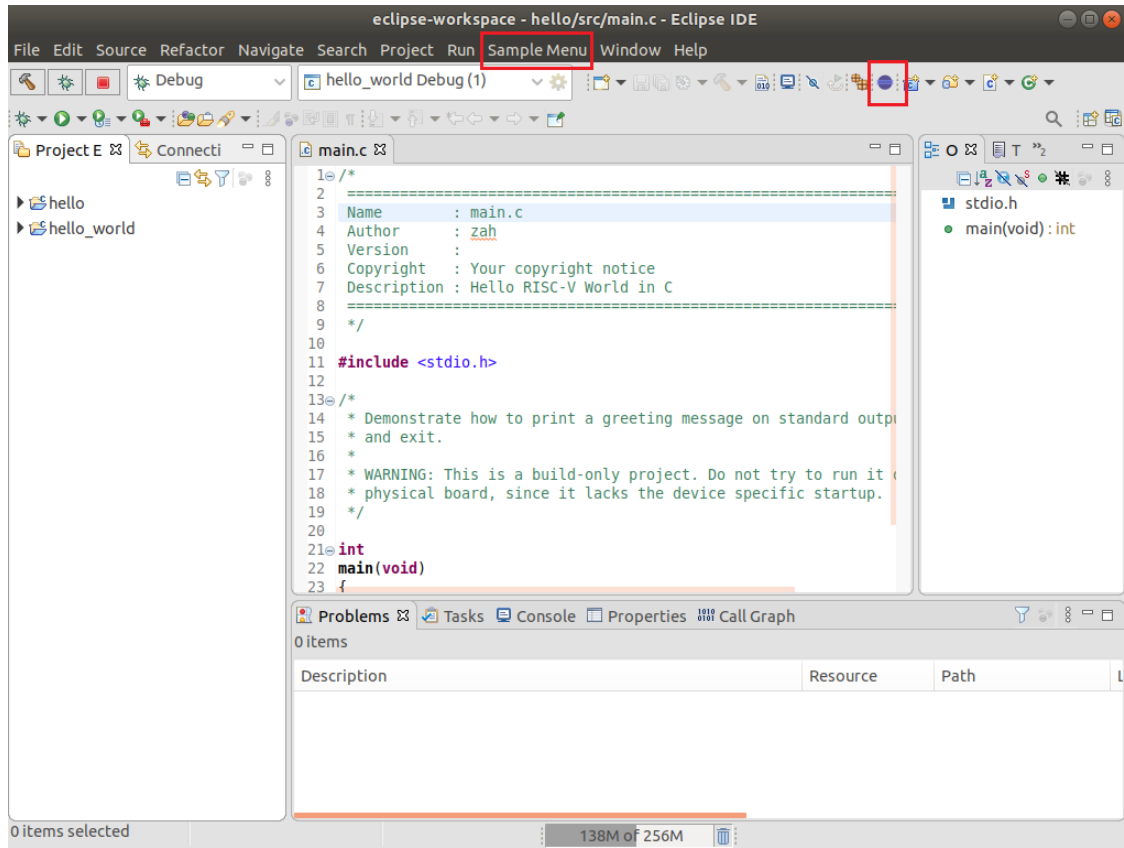 eclipse-workspace - hello/src/main.c - Eclipse IDE
File Edit Source Refactor Navigate Search Project Run Sample Menu Window Help
Debug
hello_world Debug (1)
Project E
Connecti
main.c
O
T
2
hello
hello_world
1 /*
2 ==============================================================
3 Name : main.c
4 Author : zah
5 Version :
6 Copyright : Your copyright notice
7 Description : Hello RISC-V World in C
8 ==============================================================
9 */
10
11 #include <stdio.h>
12
13 /*
14 * Demonstrate how to print a greeting message on standard outpu
15 * and exit.
16 *
17 * WARNING: This is a build-only project. Do not try to run it
18 * physical board, since it lacks the device specific startup.
19 */
20
21 int
22 main(void)
23 {
stdio.h
main(void) : int
Problems Tasks Console Properties Call Graph
0 items
Description Resource Path L
0 items selected
138M of 256M